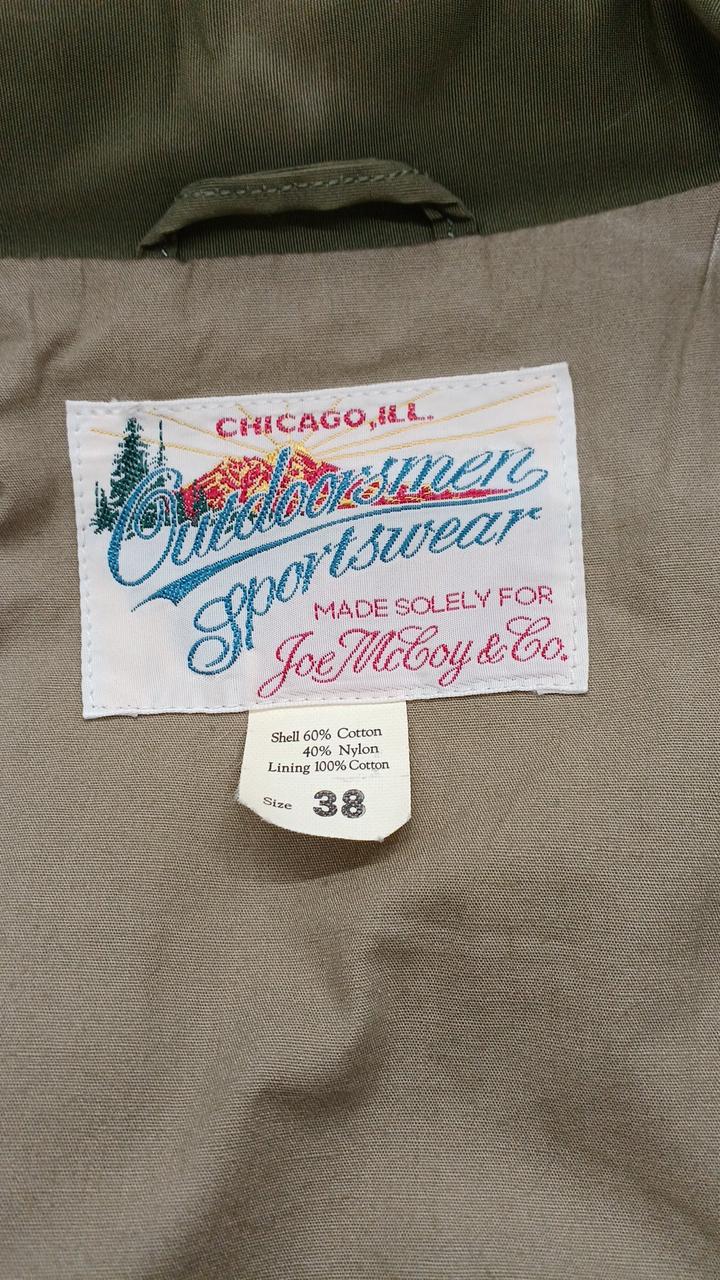 CHICAGO, ILL.
Outdoorsmen
Sportswear
MADE SOLELY FOR
Joe McCoy & Co.
Shell 60% Cotton
40% Nylon
Lining 100% Cotton
Size 38